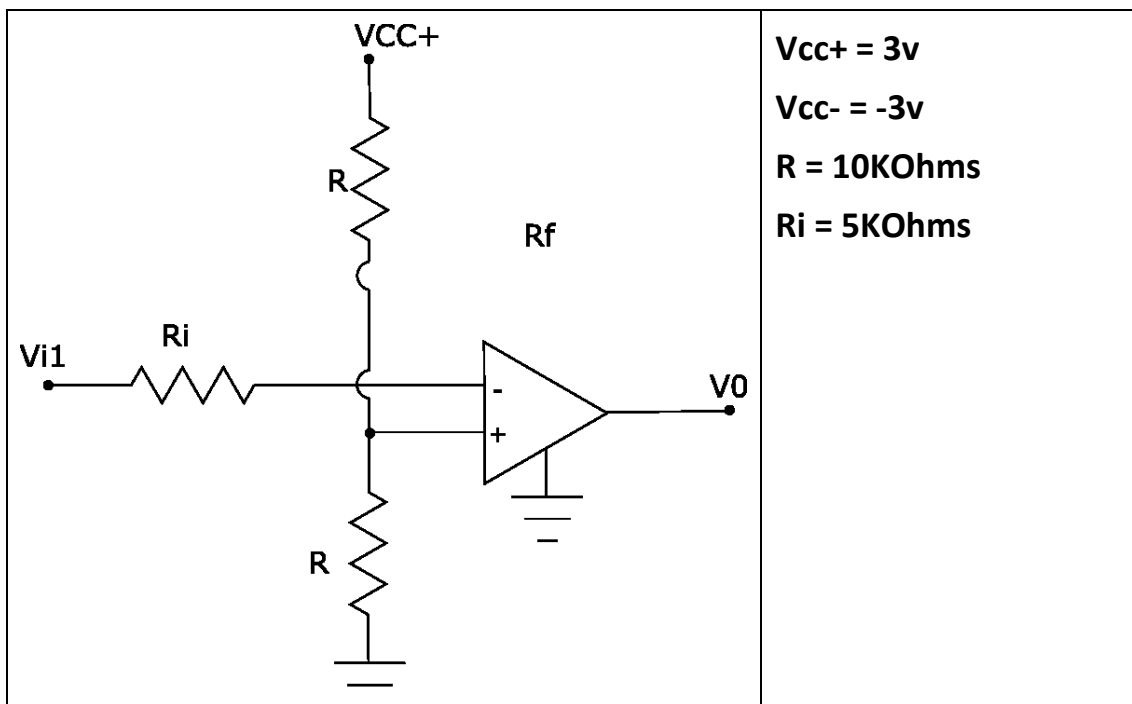 VCC+
R
Rf
Ri
Vi1
-
V0
+
R
Vcc+ = 3v
Vcc- = -3v
R = 10KOhms
Ri = 5KOhms